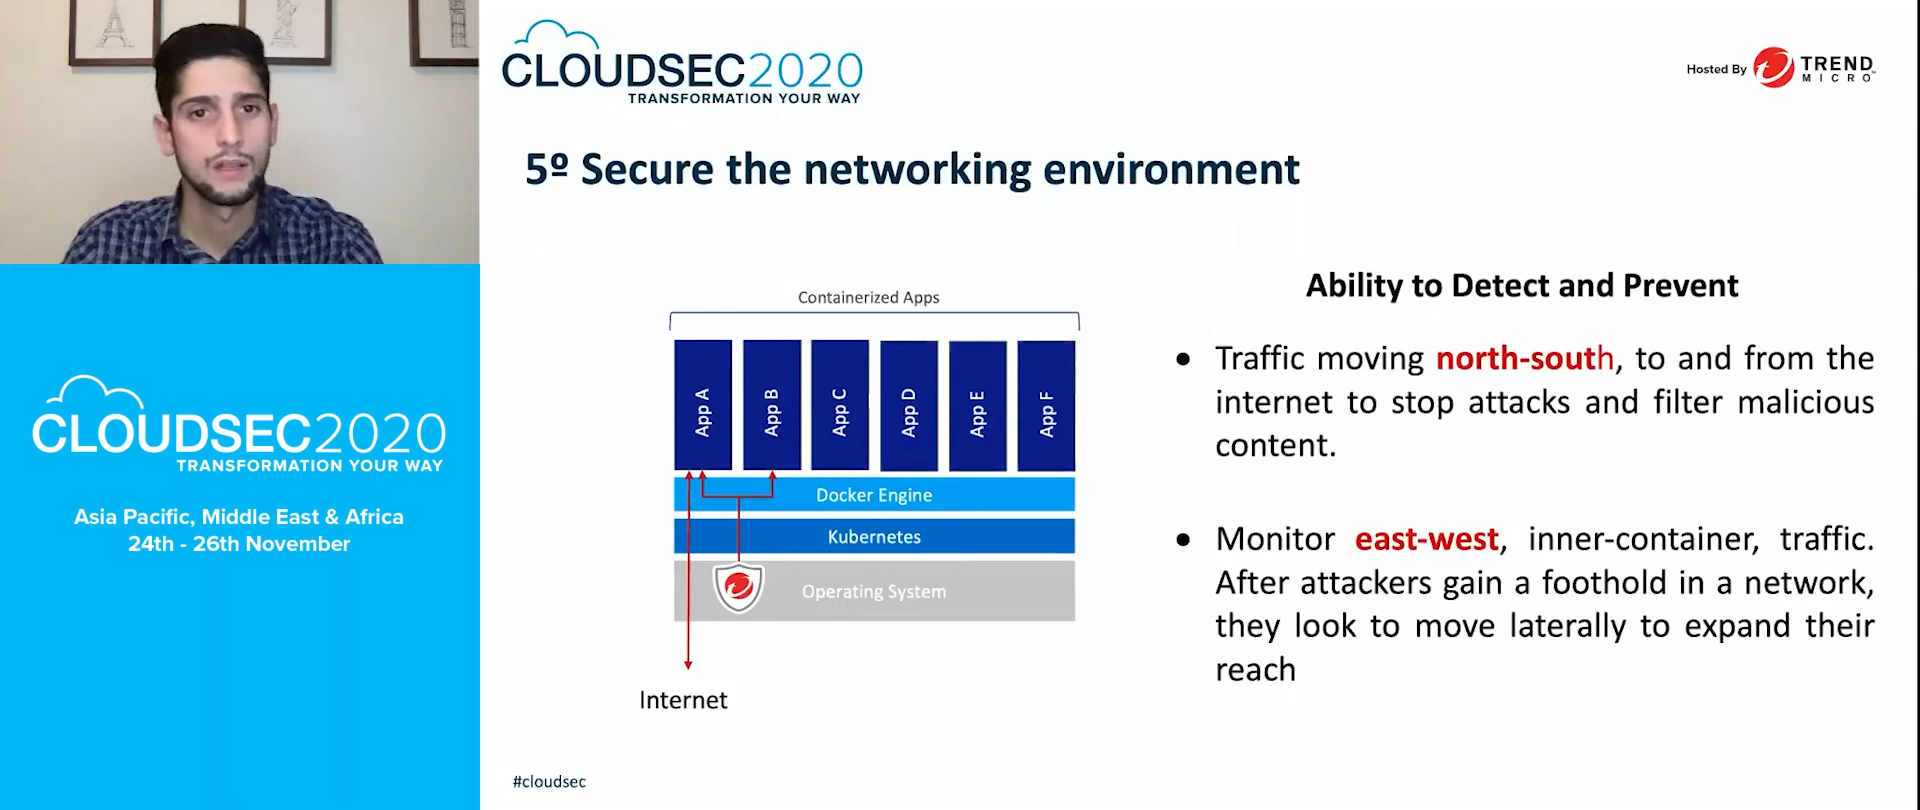 CLOUDSEC2020
TRANSFORMATION YOUR WAY
Hosted By TREND
MICRO™
5º Secure the networking environment
Containerized Apps
App A
App B
App C
App D
App E
App F
Docker Engine
Kubernetes
Operating System
Internet
Ability to Detect and Prevent
• Traffic moving north-south, to and from the
internet to stop attacks and filter malicious
content.
• Monitor east-west, inner-container, traffic.
After attackers gain a foothold in a network,
they look to move laterally to expand their
reach
#cloudsec
CLOUDSEC2020
TRANSFORMATION YOUR WAY
Asia Pacific, Middle East & Africa
24th - 26th November